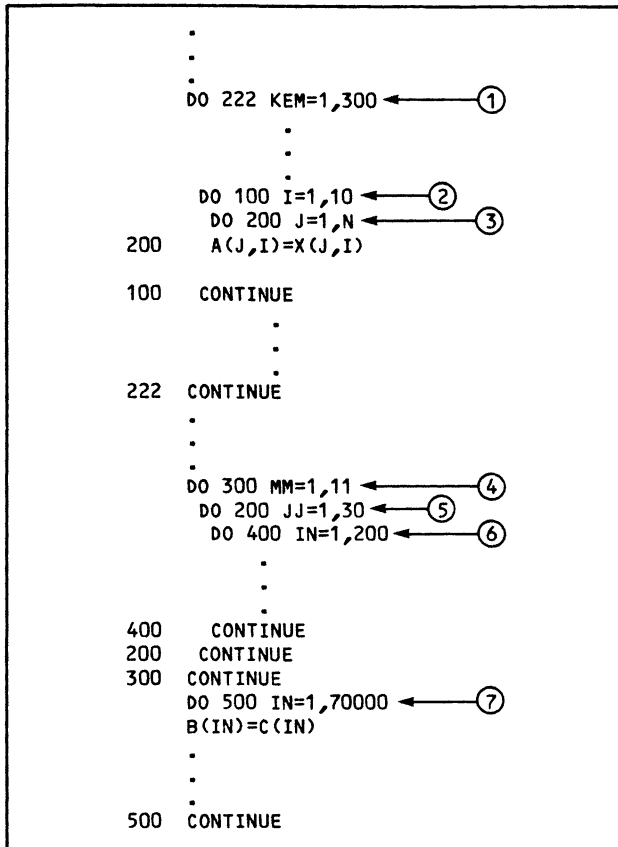 .
.
.
DO 222 KEM=1,300 ①
.
.
.
DO 100 I=1,10 ②
DO 200 J=1,N ③
200 A(J,I)=X(J,I)
100 CONTINUE
.
.
.
222 CONTINUE
.
.
.
DO 300 MM=1,11 ④
DO 200 JJ=1,30 ⑤
DO 400 IN=1,200 ⑥
.
.
.
400 CONTINUE
200 CONTINUE
300 CONTINUE
DO 500 IN=1,70000 ⑦
B(IN)=C(IN)
.
.
.
500 CONTINUE